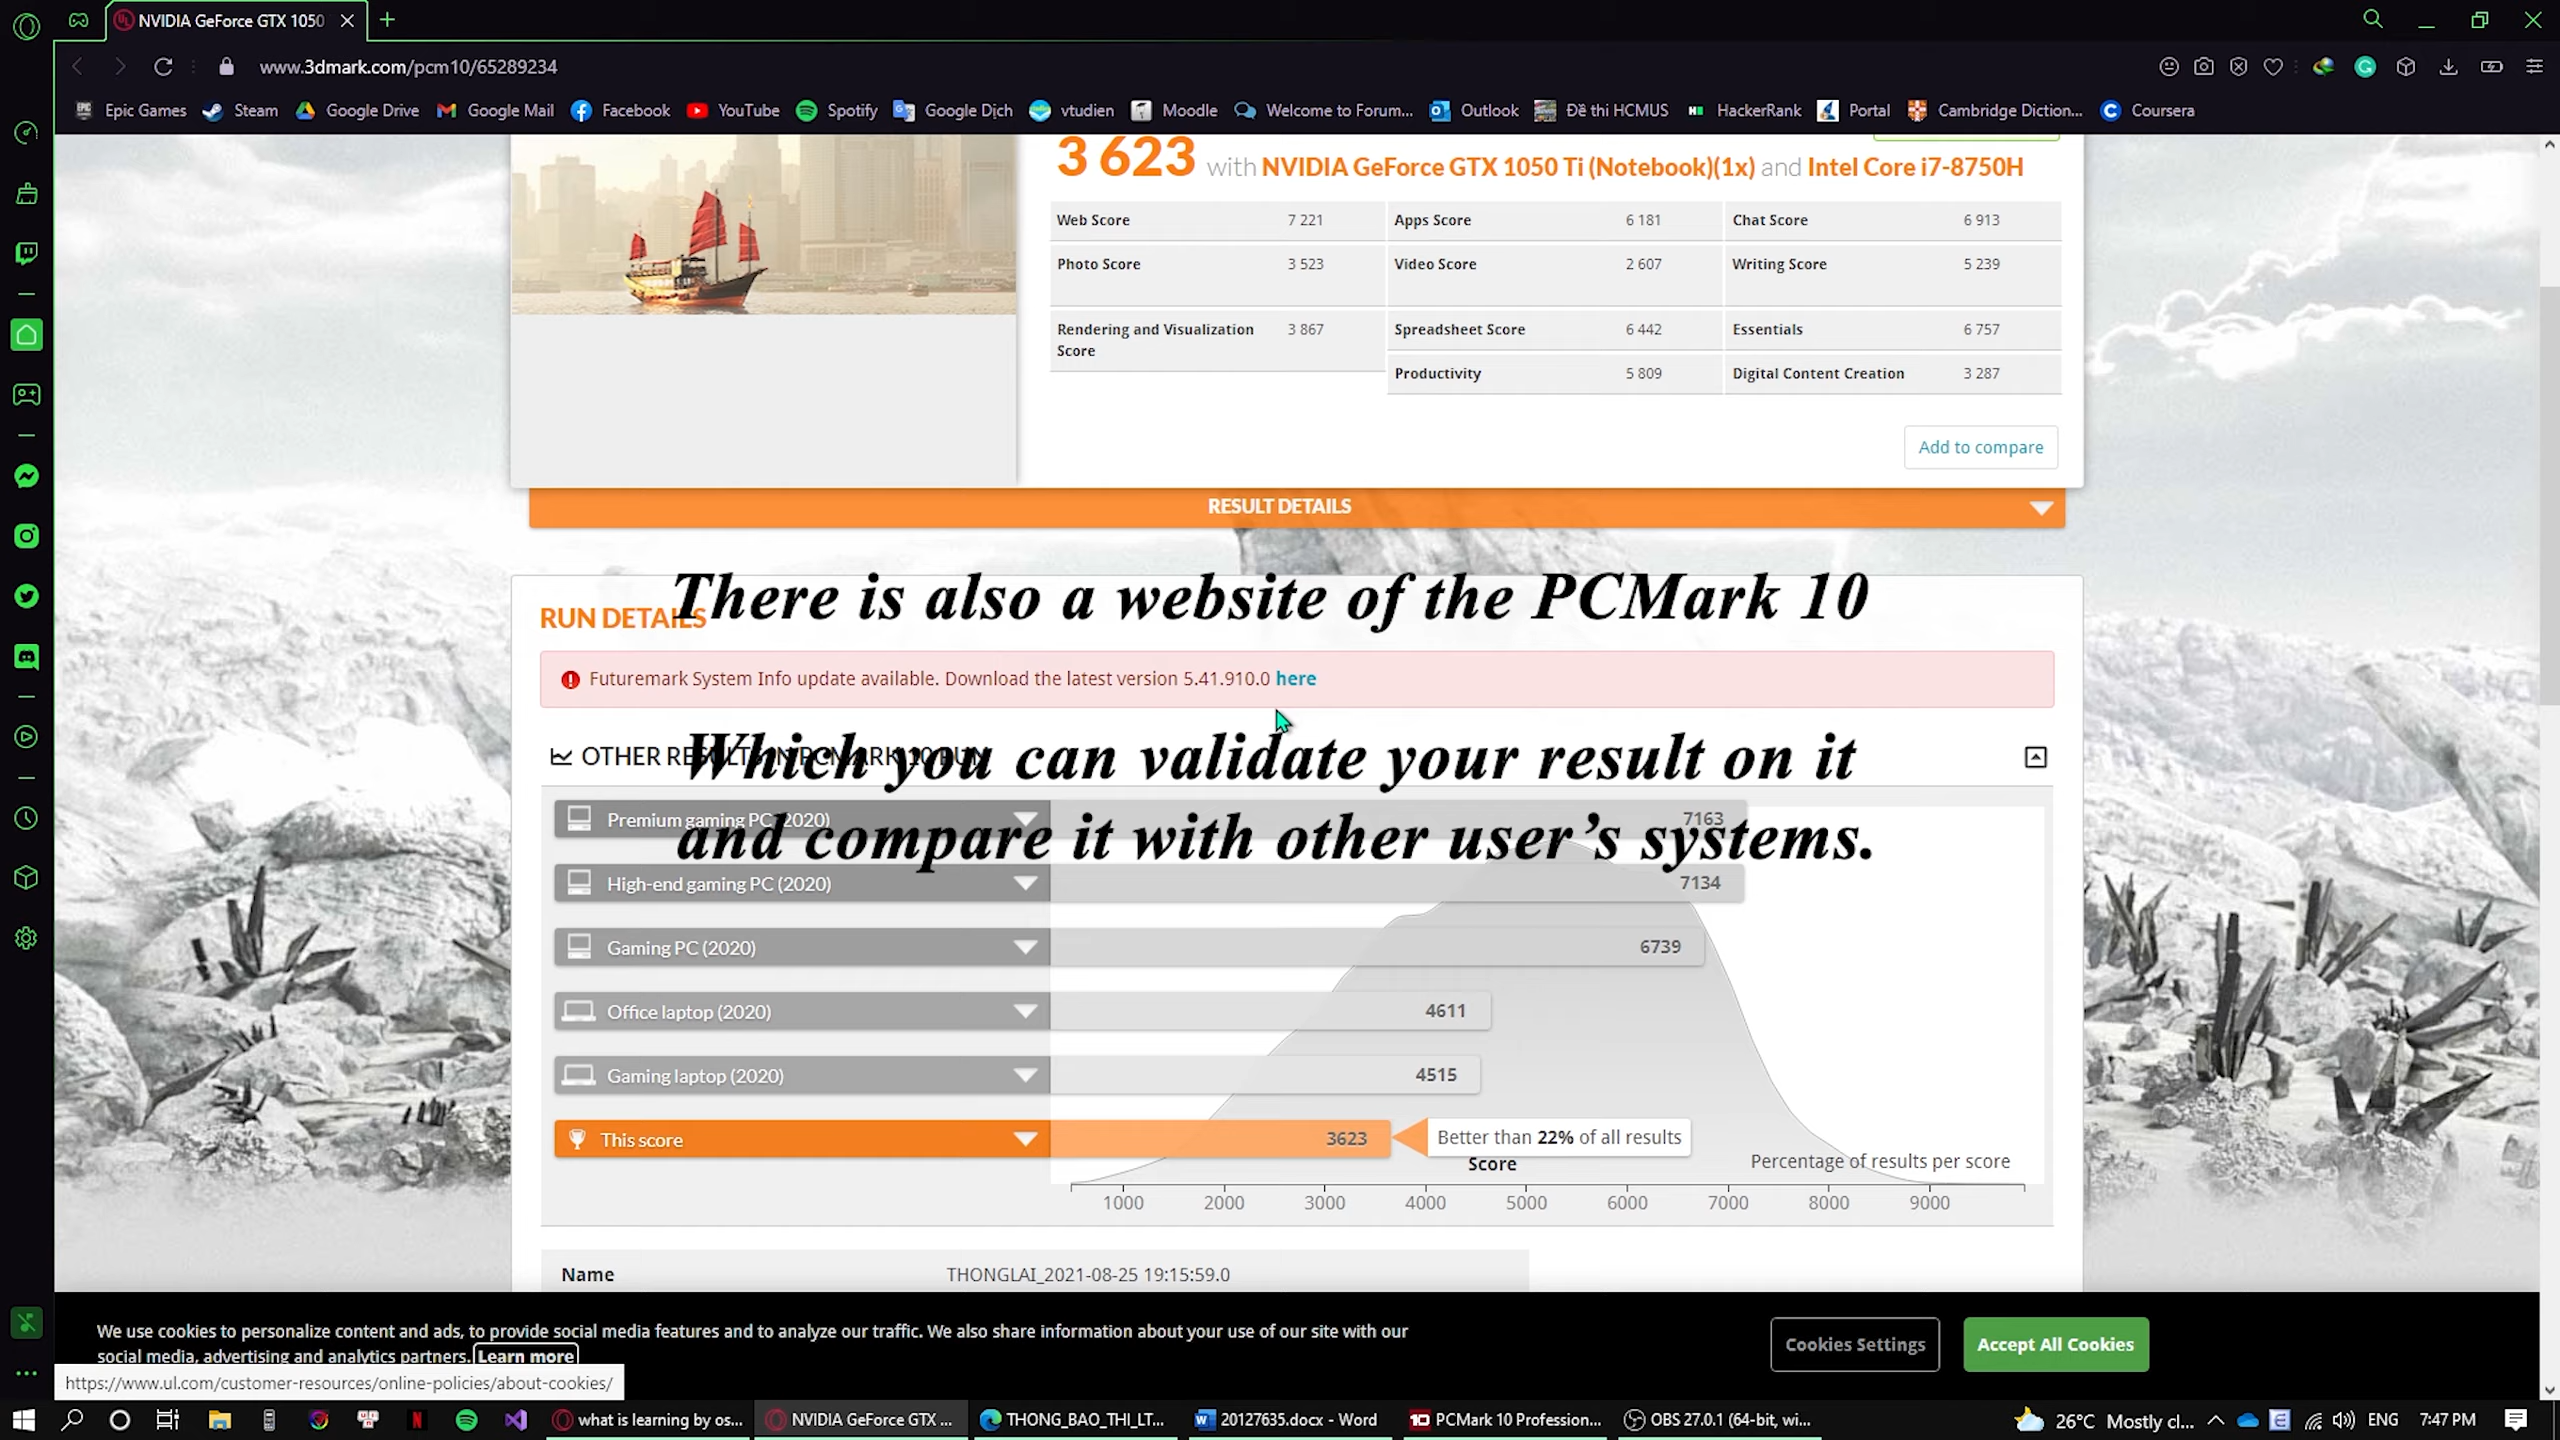 NVIDIA GeForce GTX 1050
www.3dmark.com/pcm10/65289234
Epic Games Steam Google Drive Google Mail Facebook YouTube Spotify Google Dịch vtudien Moodle Welcome to Forum... Outlook Đề thi HCMUS HackerRank Portal Cambridge Diction... Coursera
3 623 with NVIDIA GeForce GTX 1050 Ti (Notebook)(1x) and Intel Core i7-8750H
Web Score 7 221 Apps Score 6 181 Chat Score 6 913
Photo Score 3 523 Video Score 2 607 Writing Score 5 239
Rendering and Visualization Score 3 867 Spreadsheet Score 6 442 Essentials 6 757
Productivity 5 809 Digital Content Creation 3 287
Add to compare
RESULT DETAILS
There is also a website of the PCMark 10
RUN DETAILS
Futuremark System Info update available. Download the latest version 5.41.910.0 here
Which you can validate your result on it
and compare it with other user's systems.
OTHER RESULTS IN PCMARK 10 RUN
Premium gaming PC (2020) 7163
High-end gaming PC (2020) 7134
Gaming PC (2020) 6739
Office laptop (2020) 4611
Gaming laptop (2020) 4515
This score 3623 Better than 22% of all results
Score
Percentage of results per score
1000 2000 3000 4000 5000 6000 7000 8000 9000
Name THONGLAI_2021-08-25 19:15:59.0
We use cookies to personalize content and ads, to provide social media features and to analyze our traffic. We also share information about your use of our site with our
social media, advertising and analytics partners. Learn more
Cookies Settings
Accept All Cookies
https://www.ul.com/customer-resources/online-policies/about-cookies/
what is learning by os... NVIDIA GeForce GTX ... THONG_BAO_THI_LT... 20127635.docx - Word 10 PCMark 10 Profession... OBS 27.0.1 (64-bit, wi... 26°C Mostly cl... ENG 7:47 PM